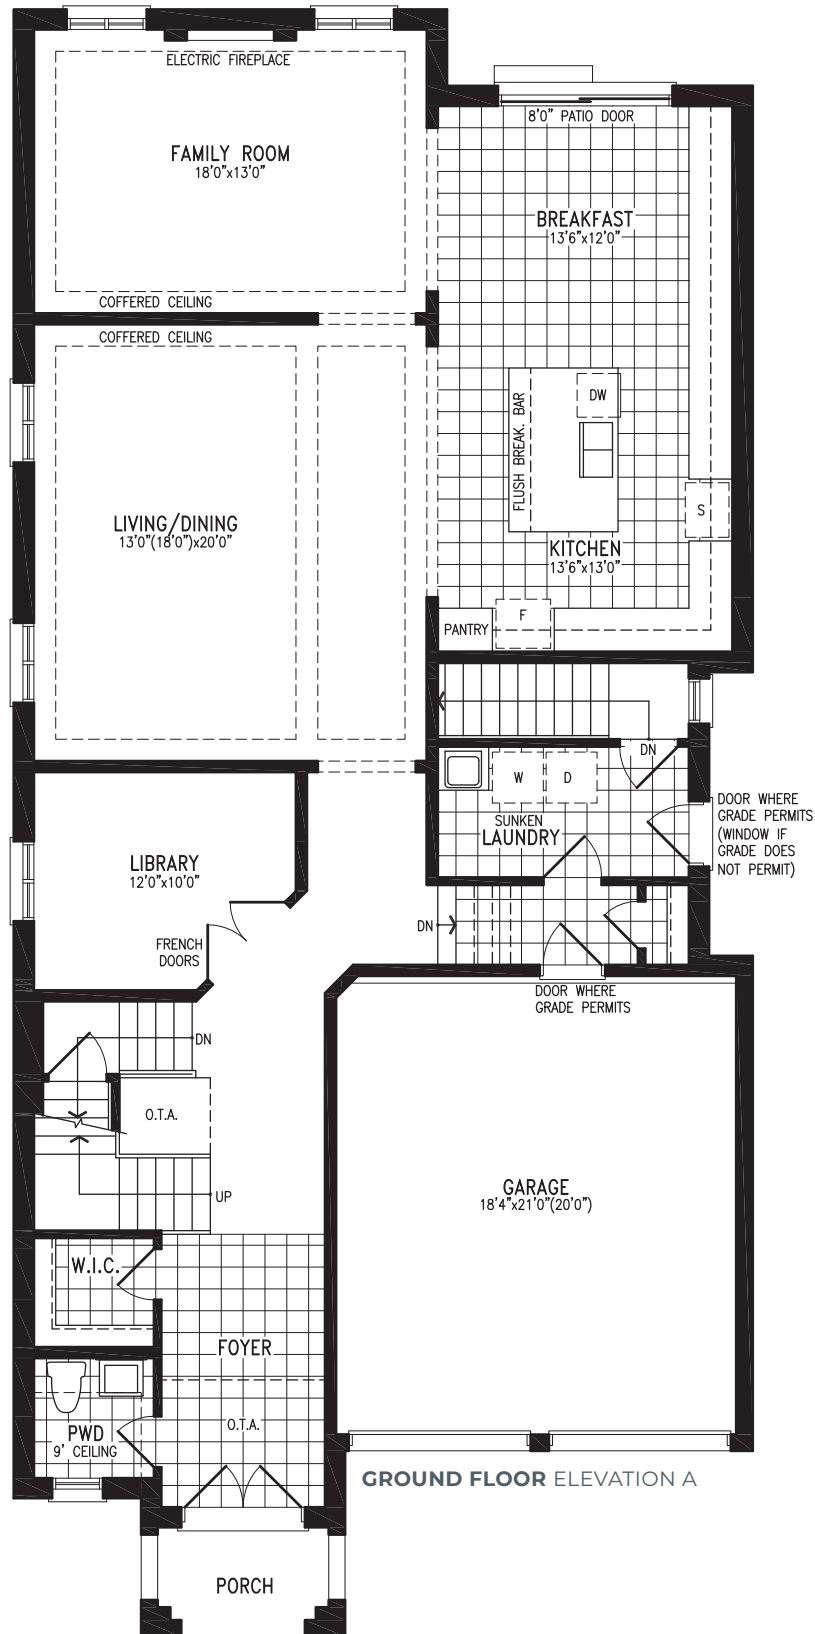 ELECTRIC FIREPLACE
FAMILY ROOM
18'0"x13'0"
COFFERED CEILING
8'0" PATIO DOOR
BREAKFAST
13'6"x12'0"
COFFERED CEILING
LIVING/DINING
13'0"(18'0")x20'0"
FLUSH BREAK. BAR
DW
S
KITCHEN
13'6"x13'0"
F
PANTRY
DN
W
D
SUNKEN
LAUNDRY
DOOR WHERE
GRADE PERMITS
(WINDOW IF
GRADE DOES
NOT PERMIT)
LIBRARY
12'0"x10'0"
FRENCH
DOORS
DN
DOOR WHERE
GRADE PERMITS
DN
O.T.A.
UP
GARAGE
18'4"x21'0"(20'0")
W.I.C.
FOYER
O.T.A.
PWD
9' CEILING
GROUND FLOOR ELEVATION A
PORCH